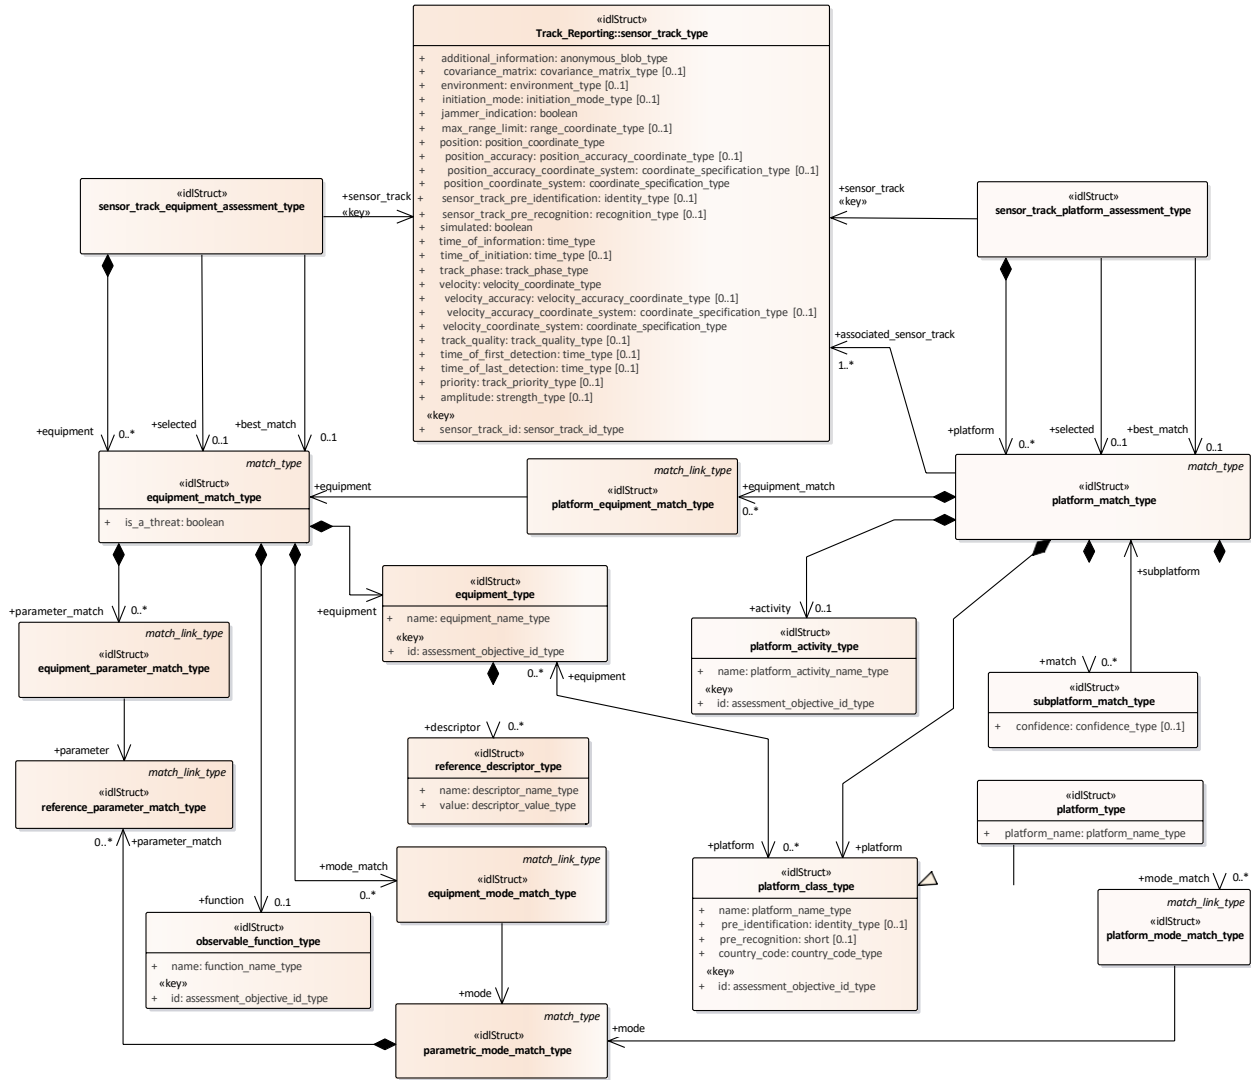 «idlStruct»
Track_Reporting::sensor_track_type
+ additional_information: anonymous_blob_type
+ covariance_matrix: covariance_matrix_type [0..1]
+ environment: environment_type [0..1]
+ initiation_mode: initiation_mode_type [0..1]
+ jammer_indication: boolean
+ max_range_limit: range_coordinate_type [0..1]
+ position: position_coordinate_type
+ position_accuracy: position_accuracy_coordinate_type [0..1]
+ position_accuracy_coordinate_system: coordinate_specification_type [0..1]
+ position_coordinate_system: coordinate_specification_type
+ sensor_track_pre_identification: identity_type [0..1]
+ sensor_track_pre_recognition: recognition_type [0..1]
+ simulated: boolean
+ time_of_information: time_type
+ time_of_initiation: time_type [0..1]
+ track_phase: track_phase_type
+ velocity: velocity_coordinate_type
+ velocity_accuracy: velocity_accuracy_coordinate_type [0..1]
+ velocity_accuracy_coordinate_system: coordinate_specification_type [0..1]
+ velocity_coordinate_system: coordinate_specification_type
+ track_quality: track_quality_type [0..1]
+ time_of_first_detection: time_type [0..1]
+ time_of_last_detection: time_type [0..1]
+ priority: track_priority_type [0..1]
+ amplitude: strength_type [0..1]
«key»
+ sensor_track_id: sensor_track_id_type
«idlStruct»
sensor_track_equipment_assessment_type
+sensor_track
«key»
+sensor_track
«key»
«idlStruct»
sensor_track_platform_assessment_type
+associated_sensor_track
1..*
+equipment
0..*
+selected
0..1
+best_match
0..1
+platform
0..*
+selected
0..1
+best_match
0..1
match_type
«idlStruct»
equipment_match_type
+ is_a_threat: boolean
+equipment
match_link_type
«idlStruct»
platform_equipment_match_type
+equipment_match
0..*
match_type
«idlStruct»
platform_match_type
+parameter_match
0..*
match_link_type
«idlStruct»
equipment_parameter_match_type
+equipment
«idlStruct»
equipment_type
+ name: equipment_name_type
«key»
+ id: assessment_objective_id_type
0..*
+equipment
+activity
0..1
«idlStruct»
platform_activity_type
+ name: platform_activity_name_type
«key»
+ id: assessment_objective_id_type
+subplatform
+match
0..*
«idlStruct»
subplatform_match_type
+ confidence: confidence_type [0..1]
+parameter
match_link_type
«idlStruct»
reference_parameter_match_type
0..*
+parameter_match
+descriptor
0..*
«idlStruct»
reference_descriptor_type
+ name: descriptor_name_type
+ value: descriptor_value_type
«idlStruct»
platform_type
+ platform_name: platform_name_type
+mode_match
0..*
match_link_type
«idlStruct»
equipment_mode_match_type
+platform
0..*
+platform
«idlStruct»
platform_class_type
+ name: platform_name_type
+ pre_identification: identity_type [0..1]
+ pre_recognition: short [0..1]
+ country_code: country_code_type
«key»
+ id: assessment_objective_id_type
+mode_match
0..*
match_link_type
«idlStruct»
platform_mode_match_type
+function
0..1
«idlStruct»
observable_function_type
+ name: function_name_type
«key»
+ id: assessment_objective_id_type
+mode
match_type
«idlStruct»
parametric_mode_match_type
+mode